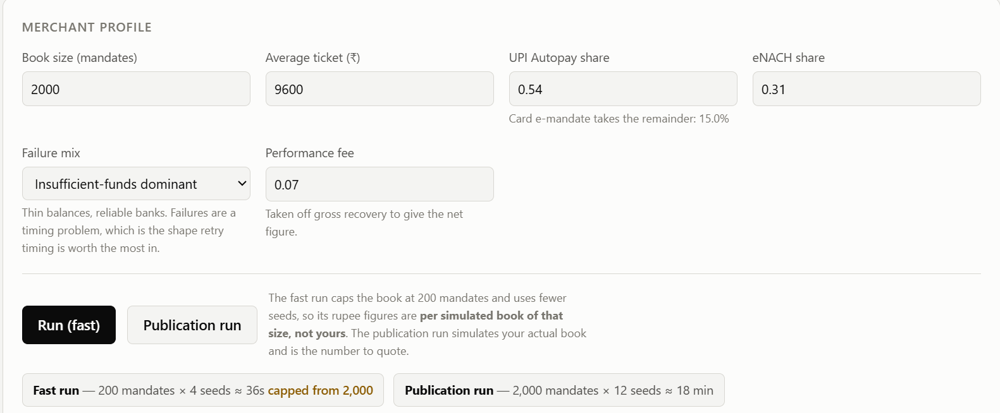 MERCHANT PROFILE
Book size (mandates)
Average ticket (₹)
UPI Autopay share
eNACH share
2000
9600
0.54
0.31
Card e-mandate takes the remainder: 15.0%
Failure mix
Performance fee
Insufficient-funds dominant
0.07
Thin balances, reliable banks. Failures are a
timing problem, which is the shape retry
timing is worth the most in.
Taken off gross recovery to give the net
figure.
Run (fast)
Publication run
The fast run caps the book at 200 mandates and uses fewer
seeds, so its rupee figures are per simulated book of that
size, not yours. The publication run simulates your actual book
and is the number to quote.
Fast run — 200 mandates × 4 seeds ≈ 36s capped from 2,000
Publication run — 2,000 mandates × 12 seeds ≈ 18 min